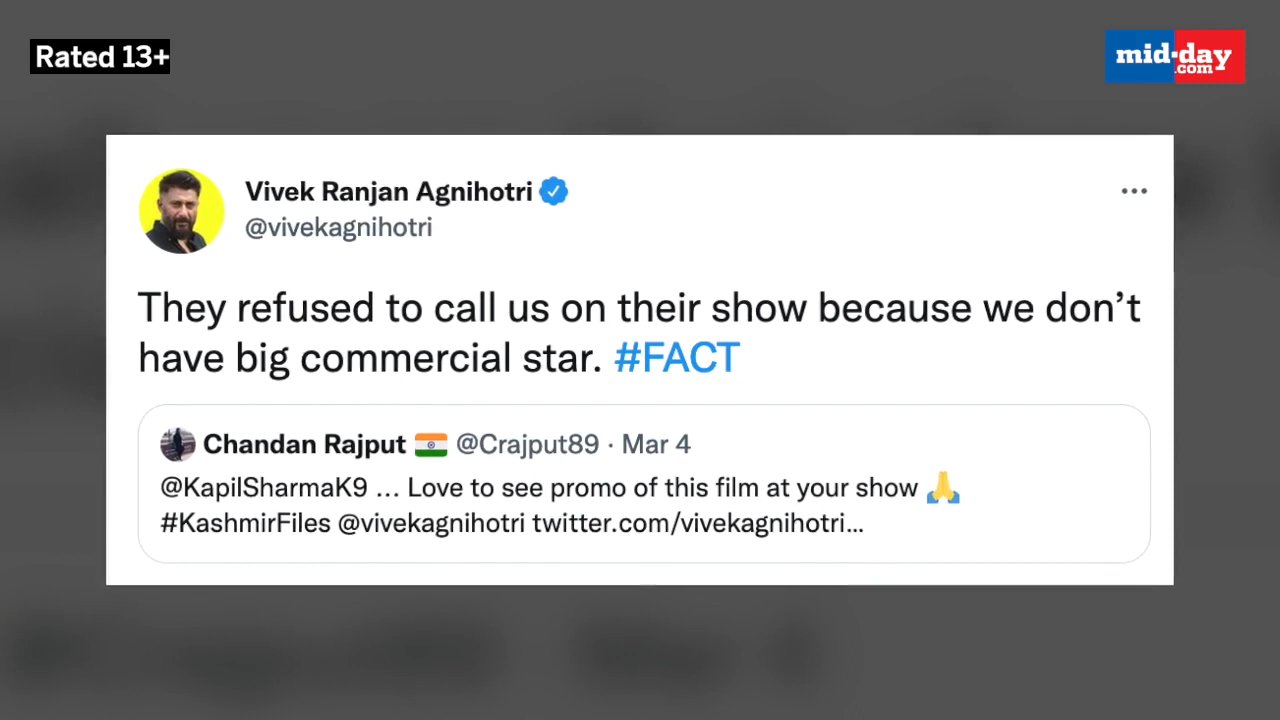 Rated 13+
mid-day
.com
Vivek Ranjan Agnihotri
@vivekagnihotri
They refused to call us on their show because we don’t
have big commercial star. #FACT
Chandan Rajput 🇮🇳 @Crajput89 · Mar 4
@KapilSharmaK9 … Love to see promo of this film at your show 🙏
#KashmirFiles @vivekagnihotri twitter.com/vivekagnihotri…